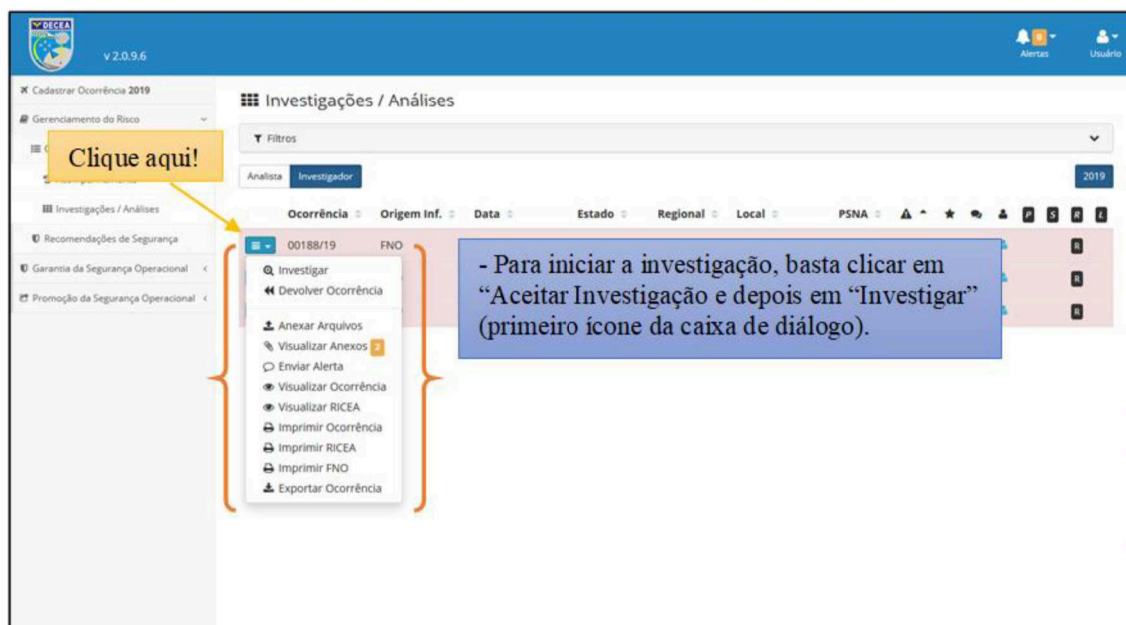 DECEA
v 2.0.9.6
Alertas
Usuário
Cadastrar Ocorrência 2019
Gerenciamento do Risco
Clique aqui!
Investigações / Análises
Recomendações de Segurança
Garantia da Segurança Operacional
Promoção da Segurança Operacional
Investigações / Análises
Filtros
Analista Investigador 2019
Ocorrência Origem Inf. Data Estado Regional Local PSNA P S R L
00188/19 FNO R
R
R
Investigar
Devolver Ocorrência
Anexar Arquivos
Visualizar Anexos 2
Enviar Alerta
Visualizar Ocorrência
Visualizar RICEA
Imprimir Ocorrência
Imprimir RICEA
Imprimir FNO
Exportar Ocorrência
- Para iniciar a investigação, basta clicar em
“Aceitar Investigação e depois em “Investigar”
(primeiro ícone da caixa de diálogo).